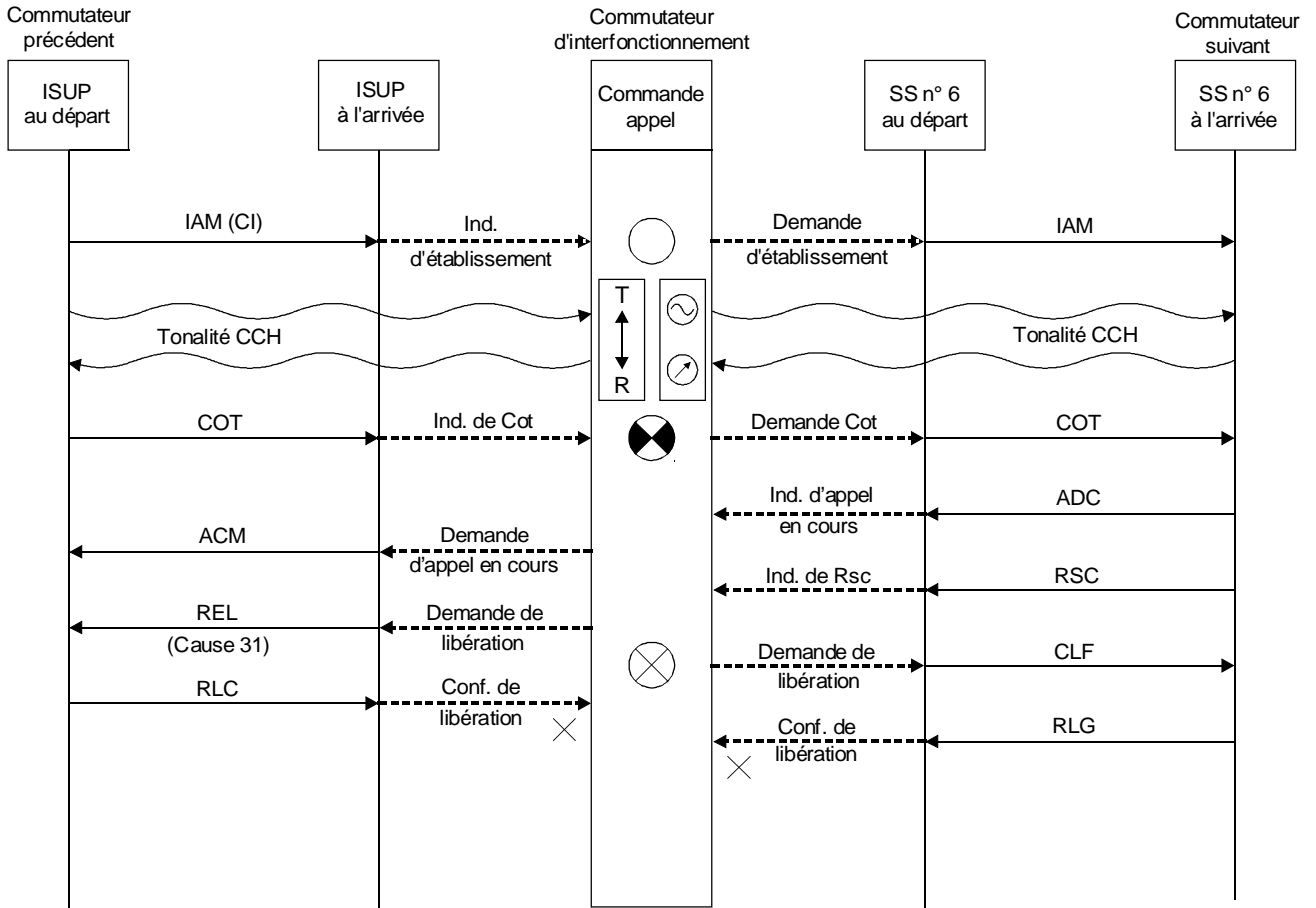 Commutateur
précédent
Commutateur
d'interfonctionnement
Commutateur
suivant
ISUP
au départ
ISUP
à l'arrivée
Commande
appel
SS n° 6
au départ
SS n° 6
à l'arrivée
IAM (CI)
Ind.
d'établissement
Demande
d'établissement
IAM
T
R
Tonalité CCH
Tonalité CCH
COT
Ind. de Cot
Demande Cot
COT
Ind. d’appel
en cours
ADC
ACM
Demande
d'appel en cours
Ind. de Rsc
RSC
REL
(Cause 31)
Demande de
libération
Demande de
libération
CLF
RLC
Conf. de
libération
Conf. de
libération
RLG